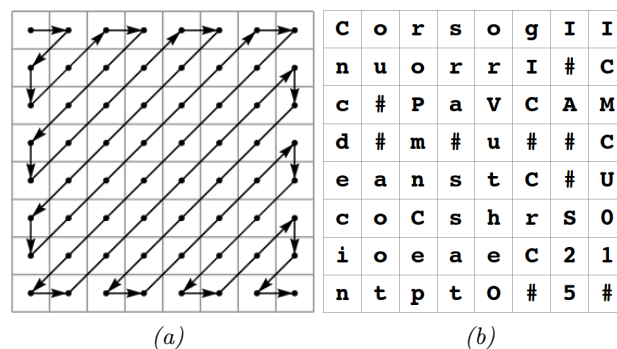 C o r s o g I I
n u o r r I # C
c # P a V C A M
d # m # u # # C
e a n s t C # U
c o C s h r S 0
i o e a e C 2 1
n t p t O # 5 #
(a) (b)